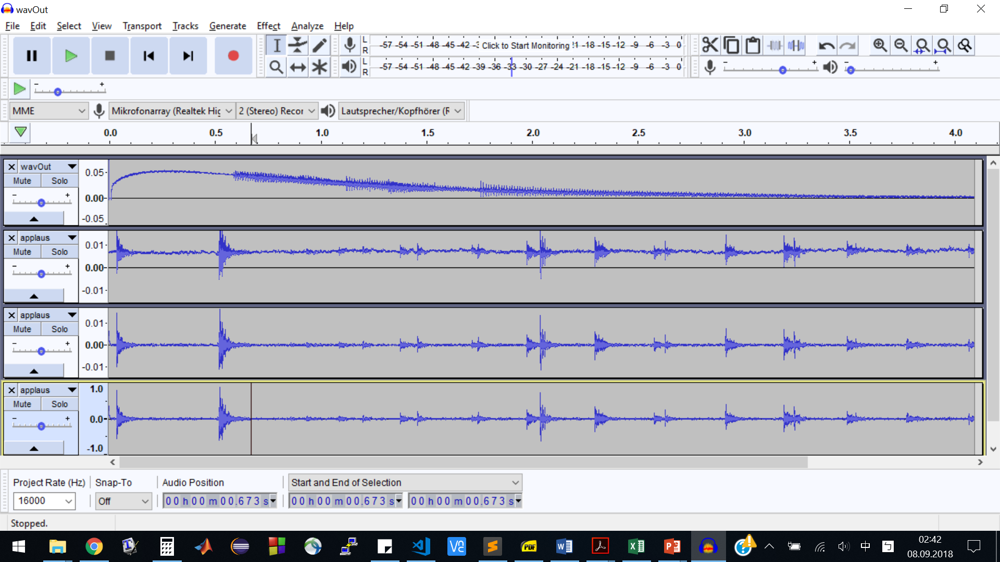 wavOut
File Edit Select View Transport Tracks Generate Effect Analyze Help
L R -57 -54 -51 -48 -45 -42 -3 Click to Start Monitoring !1 -18 -15 -12 -9 -6 -3 0
L R -57 -54 -51 -48 -45 -42 -39 -36 -33 -30 -27 -24 -21 -18 -15 -12 -9 -6 -3 0
- +
- +
- +
MME Mikrofonarray (Realtek Hig 2 (Stereo) Recor Lautsprecher/Kopfhörer (R
0.0 0.5 1.0 1.5 2.0 2.5 3.0 3.5 4.0
wavOut
Mute Solo
- +
0.05
0.00
-0.05
applaus
Mute Solo
- +
0.01
0.00
-0.01
applaus
Mute Solo
- +
0.01
0.00
-0.01
applaus
Mute Solo
- +
1.0
0.0
-1.0
Project Rate (Hz) Snap-To Audio Position Start and End of Selection
16000 Off 00 h 00 m 00.673 s 00 h 00 m 00.673 s 00 h 00 m 00.673 s
Stopped.
VS
S
PDF
W
X
P
?
中
ㄅ
02:42
08.09.2018